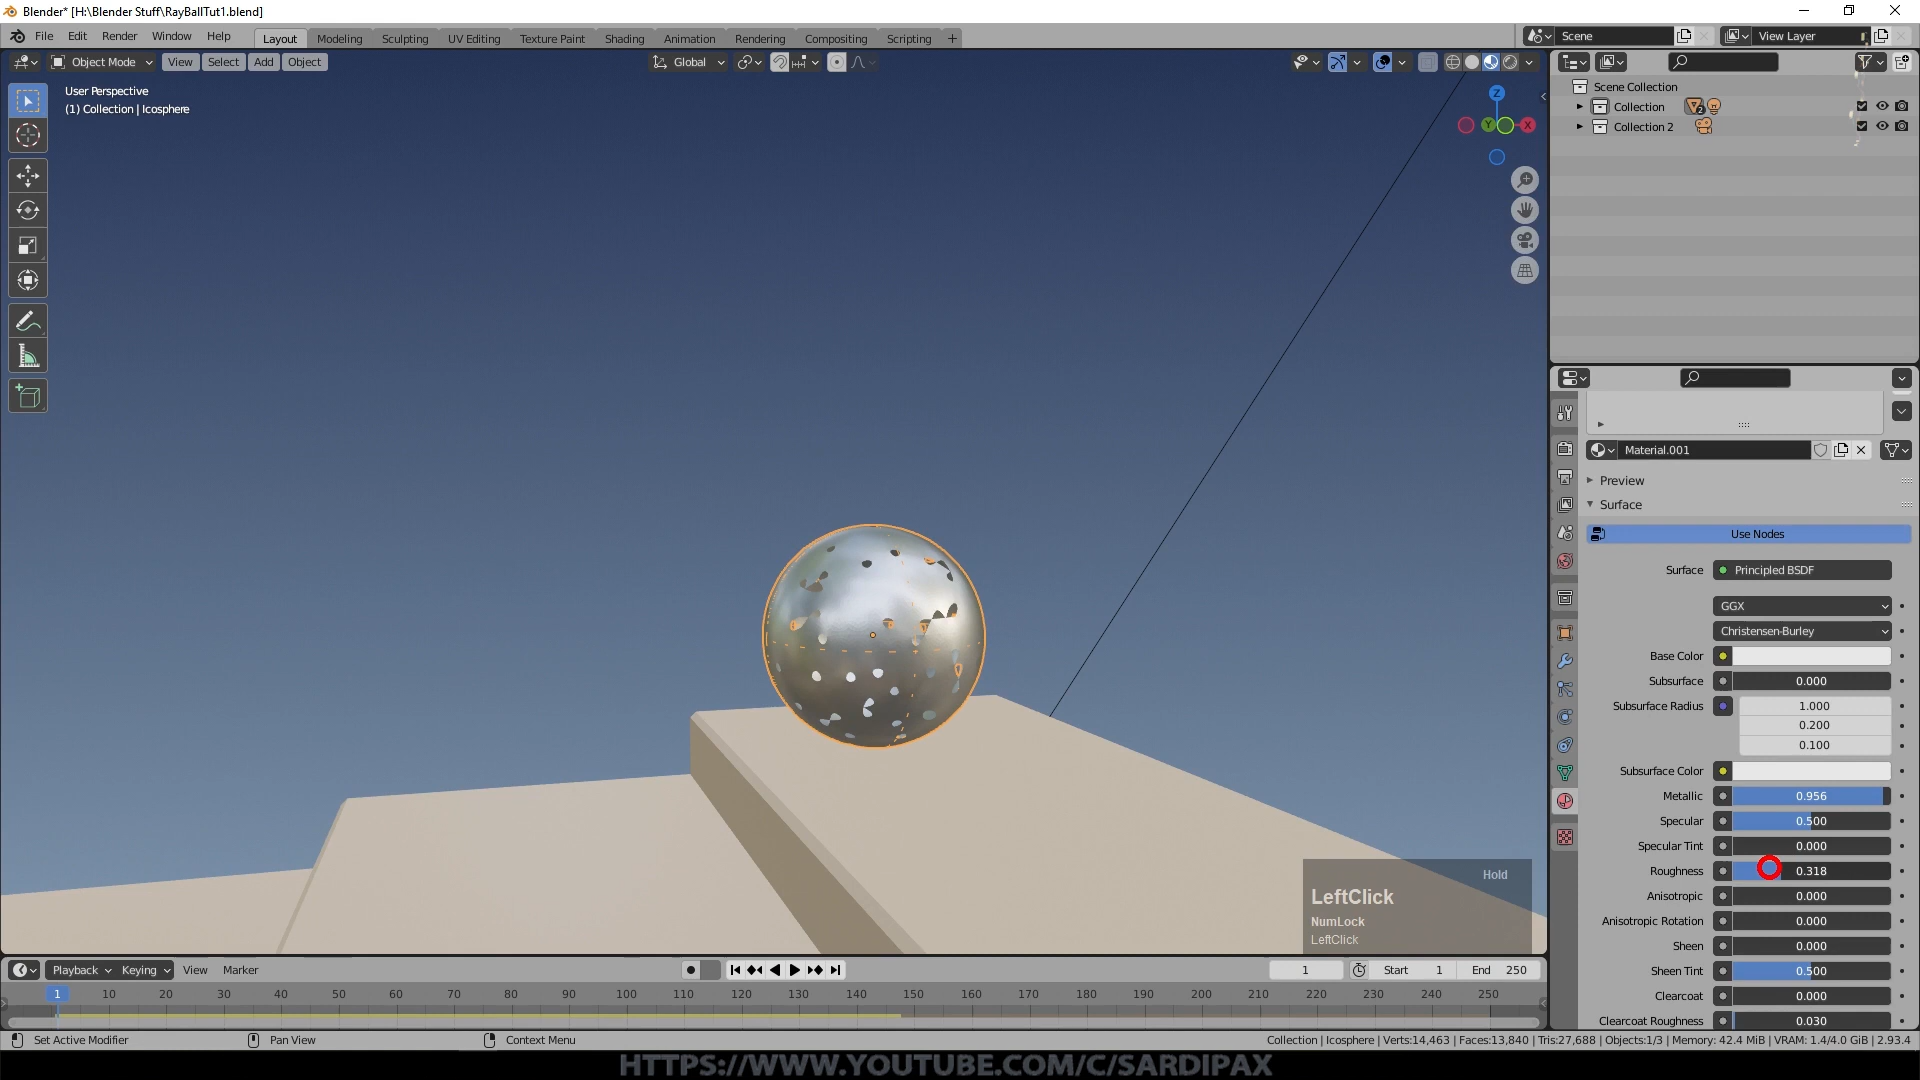 Blender* [H:\Blender Stuff\RayBallTut1.blend]
File Edit Render Window Help Layout Modeling Sculpting UV Editing Texture Paint Shading Animation Rendering Compositing Scripting + Scene View Layer
Object Mode View Select Add Object Global
User Perspective
(1) Collection | Icosphere
Z
Y X
Scene Collection
Collection 2
Collection 2
Material.001
Preview
Surface
Use Nodes
Surface Principled BSDF
GGX
Christensen-Burley
Base Color
Subsurface 0.000
Subsurface Radius 1.000
0.200
0.100
Subsurface Color
Metallic 0.956
Specular 0.500
Specular Tint 0.000
Roughness 0.318
Anisotropic 0.000
Anisotropic Rotation 0.000
Sheen 0.000
Sheen Tint 0.500
Clearcoat 0.000
Clearcoat Roughness 0.030
Hold
LeftClick
NumLock
LeftClick
Playback Keying View Marker 1 Start 1 End 250
1 10 20 30 40 50 60 70 80 90 100 110 120 130 140 150 160 170 180 190 200 210 220 230 240 250
Set Active Modifier Pan View Context Menu Collection | Icosphere | Verts:14,463 | Faces:13,840 | Tris:27,688 | Objects:1/3 | Memory: 42.4 MiB | VRAM: 1.4/4.0 GiB | 2.93.4
HTTPS://WWW.YOUTUBE.COM/C/SARDIPAX